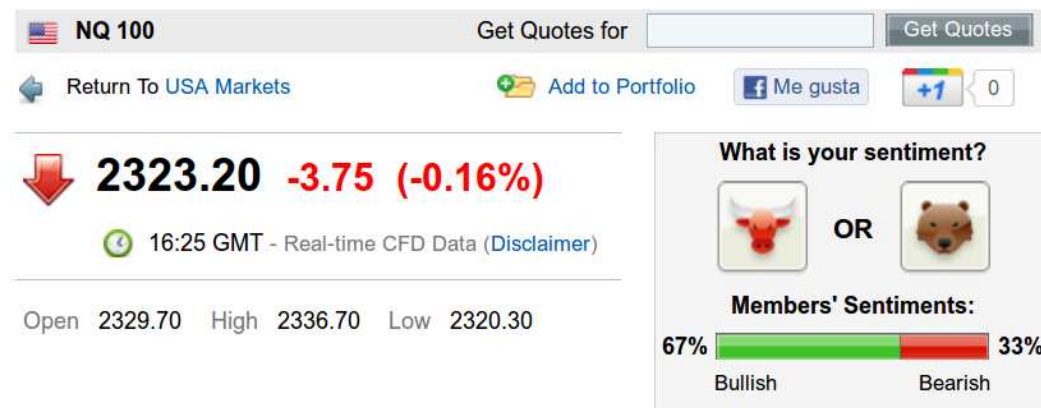 NQ 100 Get Quotes for Get Quotes
Return To USA Markets Add to Portfolio f Me gusta +1 0
2323.20 -3.75 (-0.16%)
16:25 GMT - Real-time CFD Data (Disclaimer)
Open 2329.70 High 2336.70 Low 2320.30
What is your sentiment?
OR
Members' Sentiments:
67% 33%
Bullish Bearish